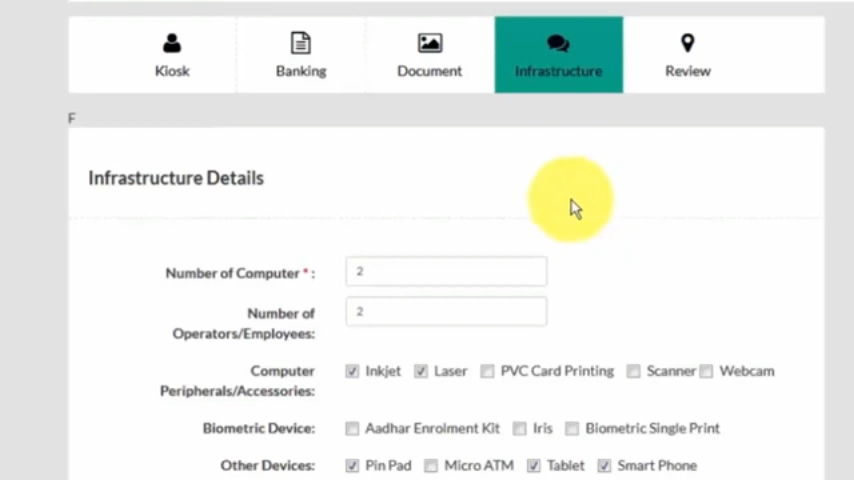 Kiosk Banking Document Infrastructure Review
F
Infrastructure Details
Number of Computer * : 2
Number of 2
Operators/Employees:
Computer Inkjet Laser PVC Card Printing Scanner Webcam
Peripherals/Accessories:
Biometric Device: Aadhar Enrolment Kit Iris Biometric Single Print
Other Devices: Pin Pad Micro ATM Tablet Smart Phone